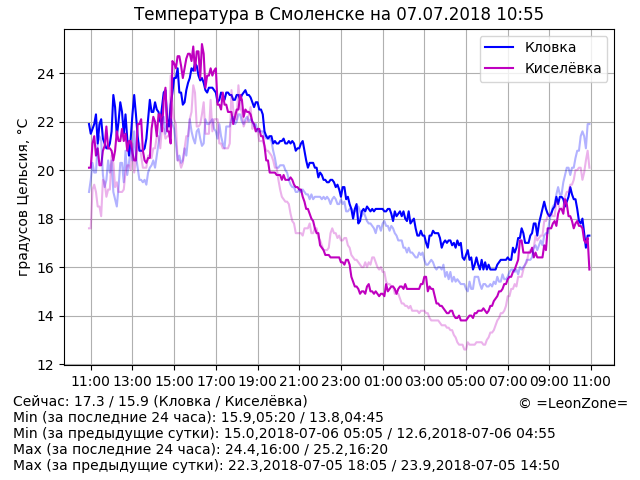 Температура в Смоленске на 07.07.2018 10:55
Кловка
Киселёвка
градусов Цельсия, °C
24
22
20
18
16
14
12
11:00 13:00 15:00 17:00 19:00 21:00 23:00 01:00 03:00 05:00 07:00 09:00 11:00
Сейчас: 17.3 / 15.9 (Кловка / Киселёвка)
© =LeonZone=
Min (за последние 24 часа): 15.9,05:20 / 13.8,04:45
Min (за предыдущие сутки): 15.0,2018-07-06 05:05 / 12.6,2018-07-06 04:55
Max (за последние 24 часа): 24.4,16:00 / 25.2,16:20
Max (за предыдущие сутки): 22.3,2018-07-05 18:05 / 23.9,2018-07-05 14:50